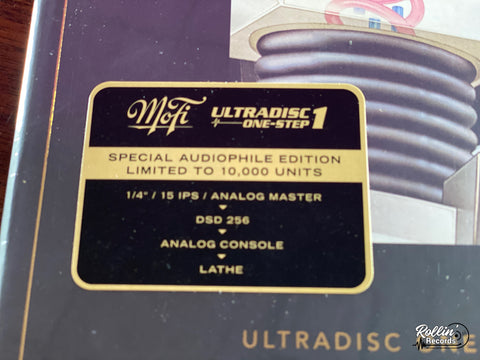 MoFi ULTRADISC ONE-STEP 1
SPECIAL AUDIOPHILE EDITION
LIMITED TO 10,000 UNITS
1/4" / 15 IPS / ANALOG MASTER
DSD 256
ANALOG CONSOLE
LATHE
ULTRADISC ONE
Rollin' Records